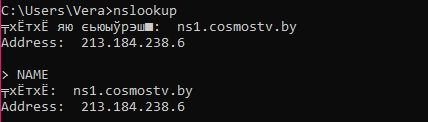 C:\Users\Vera>nslookup
╤хЁтхЁ яю єьюыўрэш■:  ns1.cosmostv.by
Address:  213.184.238.6
> NAME
╤хЁтхЁ:  ns1.cosmostv.by
Address:  213.184.238.6